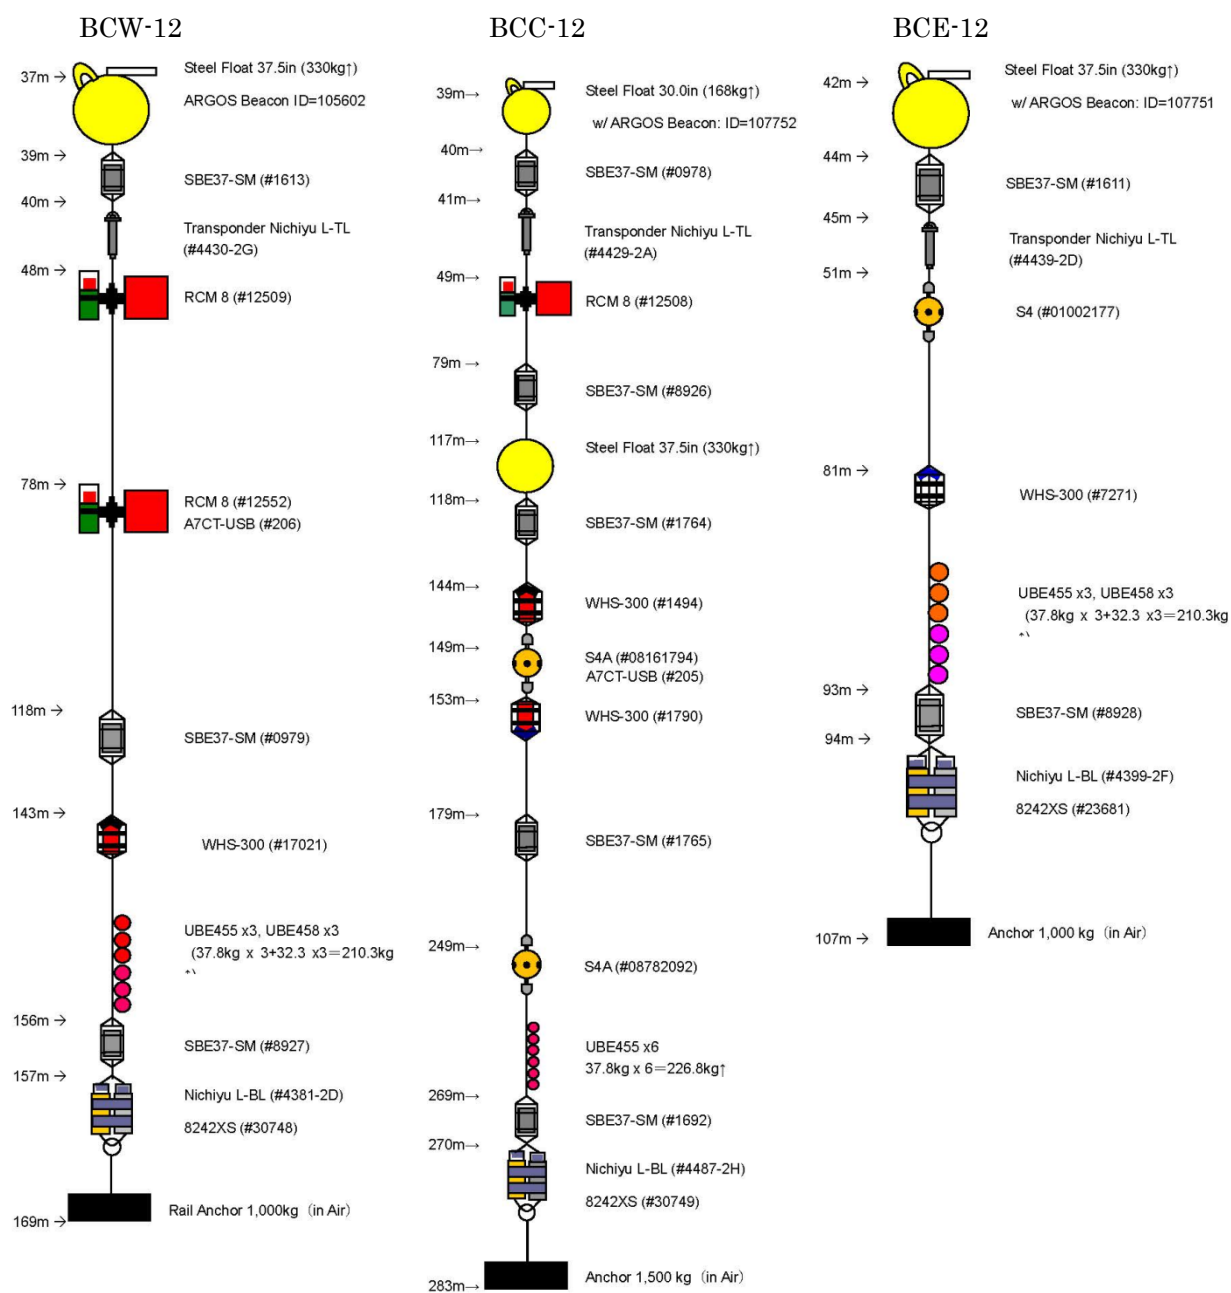 BCW-12
37m →
Steel Float 37.5in (330kg↑)
ARGOS Beacon ID=105602
39m →
SBE37-SM (#1613)
40m →
Transponder Nichiyu L-TL
(#4430-2G)
48m →
RCM 8 (#12509)
78m →
RCM 8 (#12552)
A7CT-USB (#206)
118m →
SBE37-SM (#0979)
143m →
WHS-300 (#17021)
UBE455 x3, UBE458 x3
(37.8kg x 3+32.3 x3=210.3kg
156m →
SBE37-SM (#8927)
157m →
Nichiyu L-BL (#4381-2D)
8242XS (#30748)
Rail Anchor 1,000kg (in Air)
169m →
BCC-12
39m→
Steel Float 30.0in (168kg↑)
w/ ARGOS Beacon: ID=107752
40m→
SBE37-SM (#0978)
41m→
Transponder Nichiyu L-TL
(#4429-2A)
49m→
RCM 8 (#12508)
79m→
SBE37-SM (#8926)
117m→
Steel Float 37.5in (330kg↑)
118m→
SBE37-SM (#1764)
144m→
WHS-300 (#1494)
149m→
S4A (#08161794)
A7CT-USB (#205)
153m→
WHS-300 (#1790)
179m→
SBE37-SM (#1765)
249m→
S4A (#08782092)
UBE455 x6
37.8kg x 6=226.8kg↑
269m→
SBE37-SM (#1692)
270m→
Nichiyu L-BL (#4487-2H)
8242XS (#30749)
Anchor 1,500 kg (in Air)
283m→
BCE-12
42m →
Steel Float 37.5in (330kg↑)
w/ ARGOS Beacon: ID=107751
44m →
SBE37-SM (#1611)
45m →
Transponder Nichiyu L-TL
(#4439-2D)
51m →
S4 (#01002177)
81m →
WHS-300 (#7271)
UBE455 x3, UBE458 x3
(37.8kg x 3+32.3 x3=210.3kg
93m →
SBE37-SM (#8928)
94m →
Nichiyu L-BL (#4399-2F)
8242XS (#23681)
107m →
Anchor 1,000 kg (in Air)